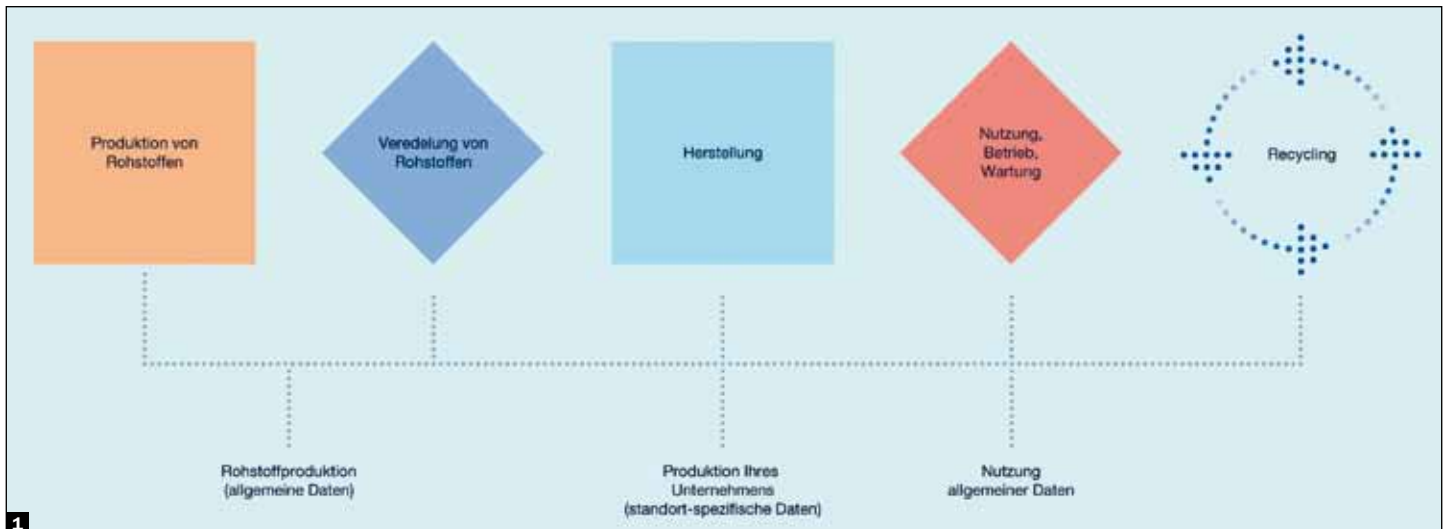 Produktion von
Rohstoffen
Veredelung von
Rohstoffen
Herstellung
Nutzung,
Betrieb,
Wartung
Recycling
Rohstoffproduktion
(allgemeine Daten)
Produktion Ihres
Unternehmens
(standort-spezifische Daten)
Nutzung
allgemeiner Daten
1